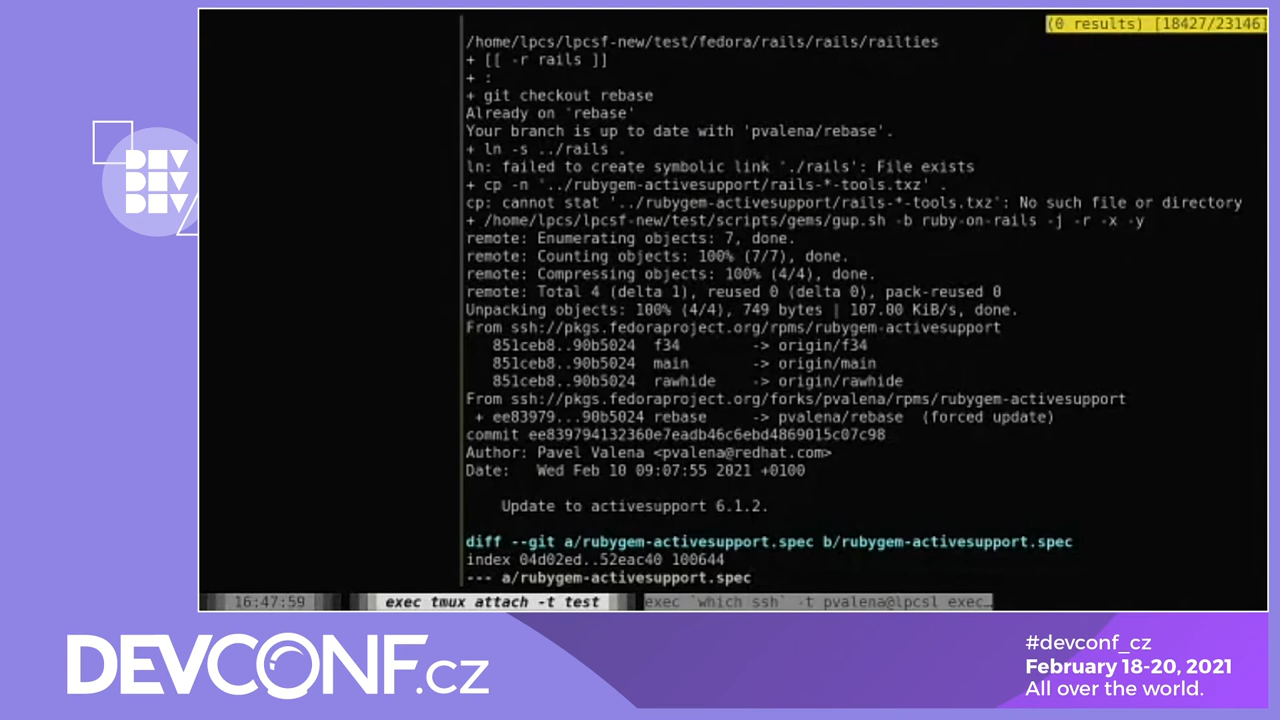 (0 results) [18427/23146]
/home/lpcs/lpcsf-new/test/fedora/rails/rails/railties
+ [[ -r rails ]]
+ :
+ git checkout rebase
Already on 'rebase'
Your branch is up to date with 'pvalena/rebase'.
+ ln -s ../rails .
ln: failed to create symbolic link './rails': File exists
+ cp -n '../rubygem-activesupport/rails-*-tools.txz' .
cp: cannot stat '../rubygem-activesupport/rails-*-tools.txz': No such file or directory
+ /home/lpcs/lpcsf-new/test/scripts/gems/gup.sh -b ruby-on-rails -j -r -x -y
remote: Enumerating objects: 7, done.
remote: Counting objects: 100% (7/7), done.
remote: Compressing objects: 100% (4/4), done.
remote: Total 4 (delta 1), reused 0 (delta 0), pack-reused 0
Unpacking objects: 100% (4/4), 749 bytes | 107.00 KiB/s, done.
From ssh://pkgs.fedoraproject.org/rpms/rubygem-activesupport
851ceb8..90b5024 f34 -> origin/f34
851ceb8..90b5024 main -> origin/main
851ceb8..90b5024 rawhide -> origin/rawhide
From ssh://pkgs.fedoraproject.org/forks/pvalena/rpms/rubygem-activesupport
+ ee83979...90b5024 rebase -> pvalena/rebase (forced update)
commit ee839794132360e7eadb46c6ebd4869015c07c98
Author: Pavel Valena <pvalena@redhat.com>
Date: Wed Feb 10 09:07:55 2021 +0100
Update to activesupport 6.1.2.
diff --git a/rubygem-activesupport.spec b/rubygem-activesupport.spec
index 04d02ed..52eac40 100644
--- a/rubygem-activesupport.spec
16:47:59 exec tmux attach -t test exec `which ssh` -t pvalena@lpcsl exec…
DEV
DEV
DEV
DEVCONF.cz
#devconf_cz
February 18-20, 2021
All over the world.